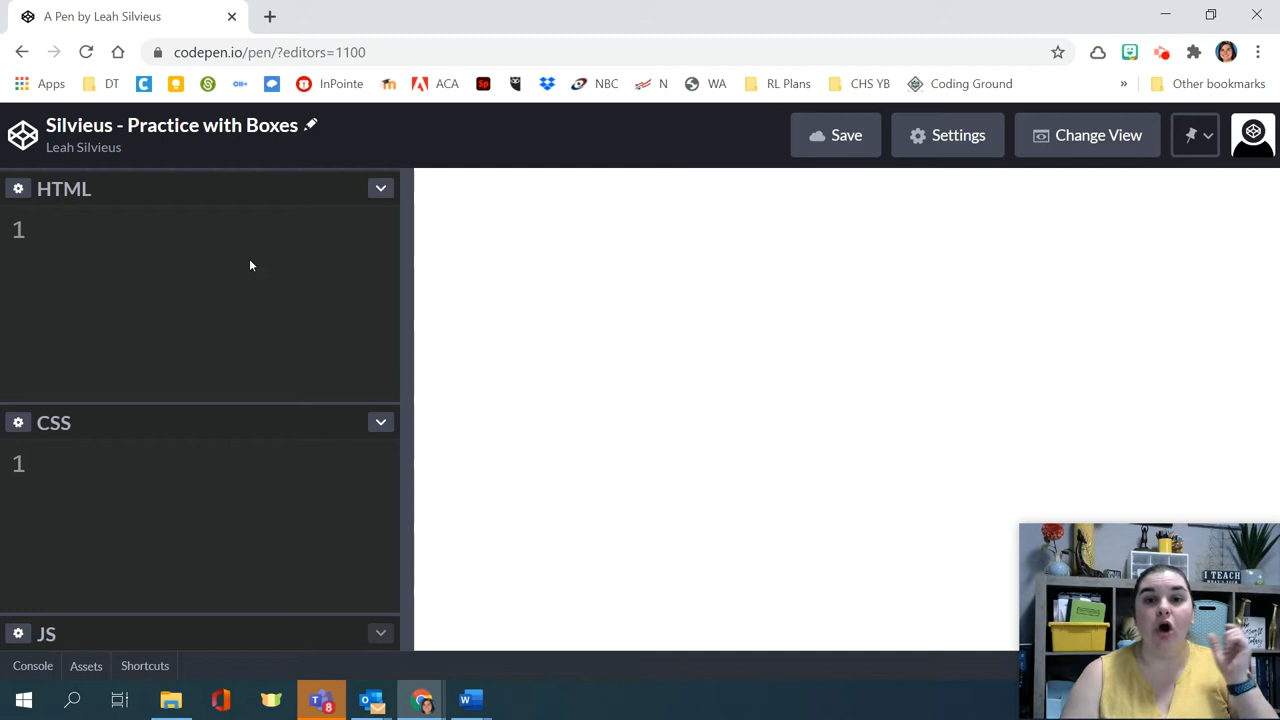 A Pen by Leah Silvieus
codepen.io/pen/?editors=1100
Apps DT InPointe ACA Sp NBC N WA RL Plans CHS YB Coding Ground » Other bookmarks
Silvieus - Practice with Boxes
Leah Silvieus
Save Settings Change View
HTML
1
CSS
1
JS
Console Assets Shortcuts
I TEACH
8